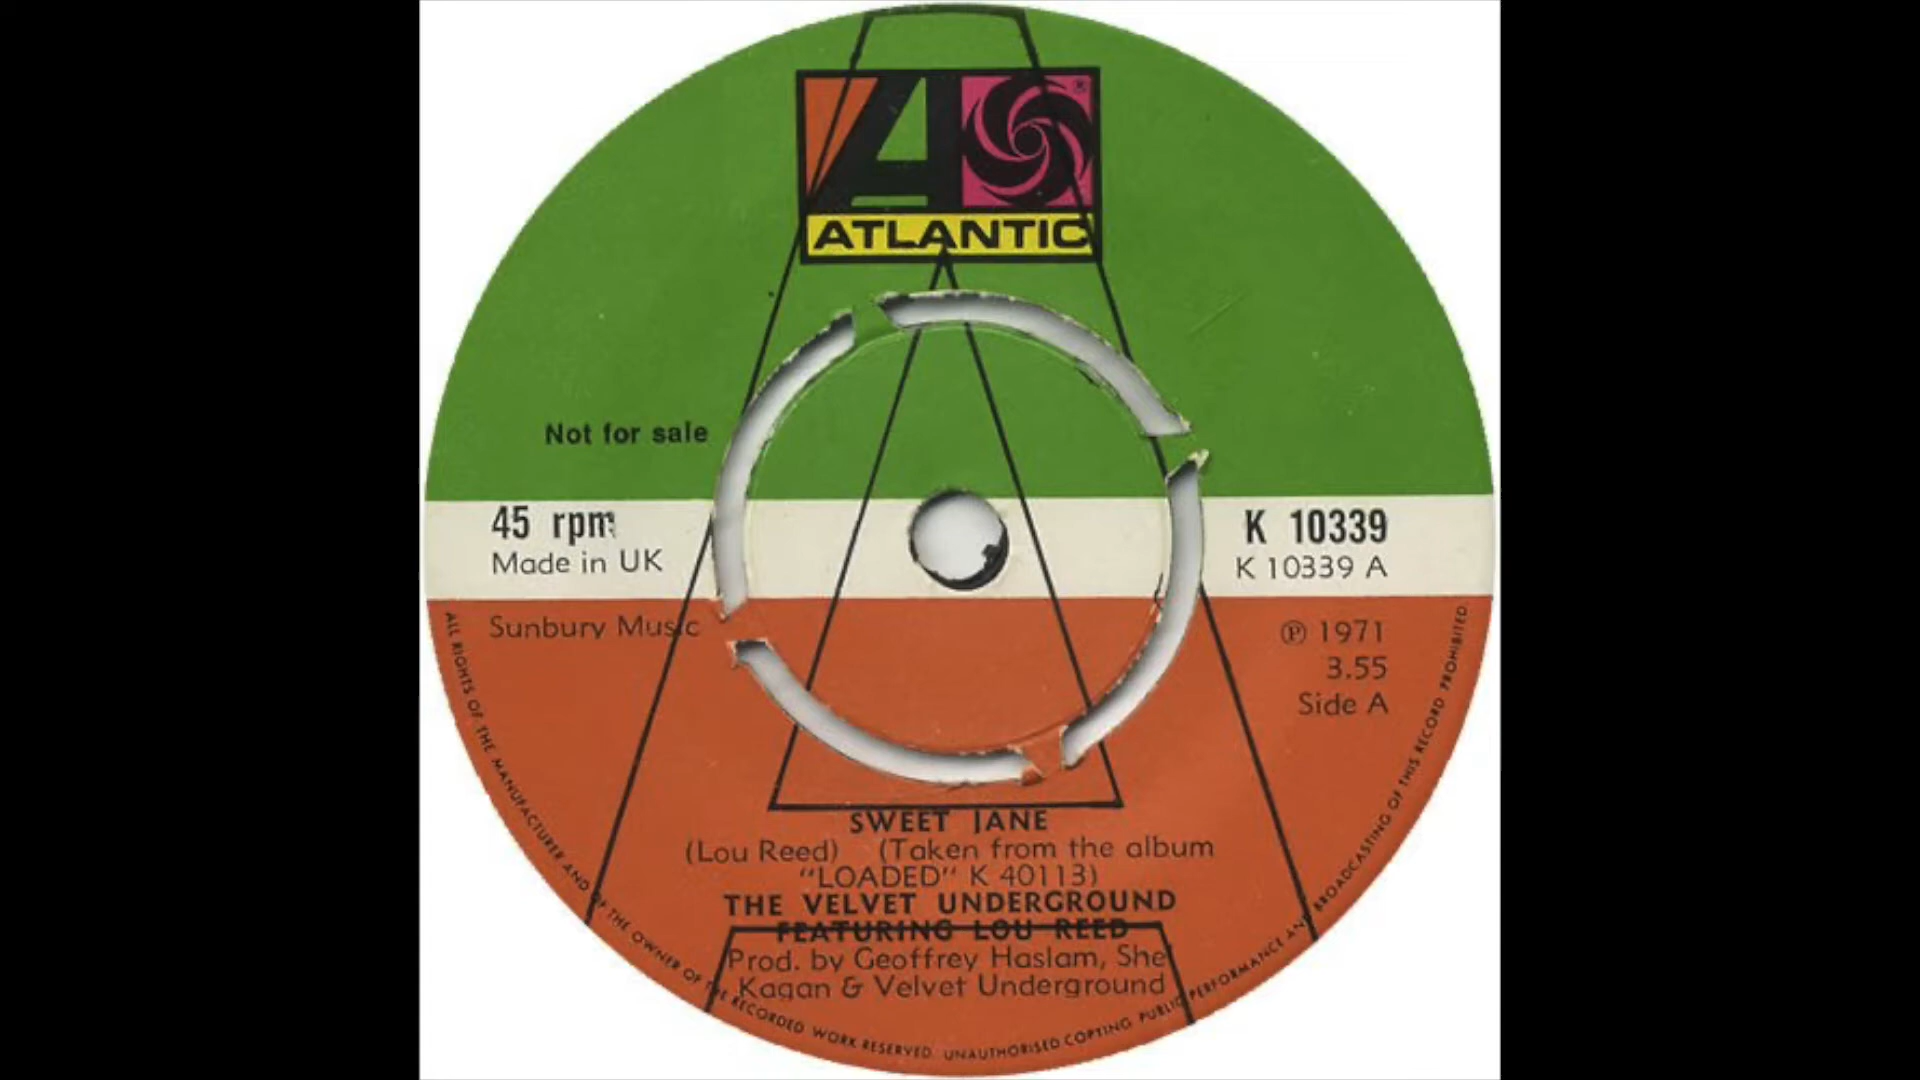 ATLANTIC
®
Not for sale
45 rpm
Made in UK
K 10339
K 10339 A
Sunbury Music
Ⓟ 1971
3.55
Side A
SWEET JANE
(Lou Reed) (Taken from the album
"LOADED" K 40113)
THE VELVET UNDERGROUND
FEATURING LOU REED
Prod. by Geoffrey Haslam, Shel
Kagan & Velvet Underground
ALL RIGHTS OF THE MANUFACTURER AND OF THE OWNER OF THE RECORDED WORK RESERVED. UNAUTHORISED COPYING PUBLIC PERFORMANCE AND BROADCASTING OF THIS RECORD PROHIBITED.